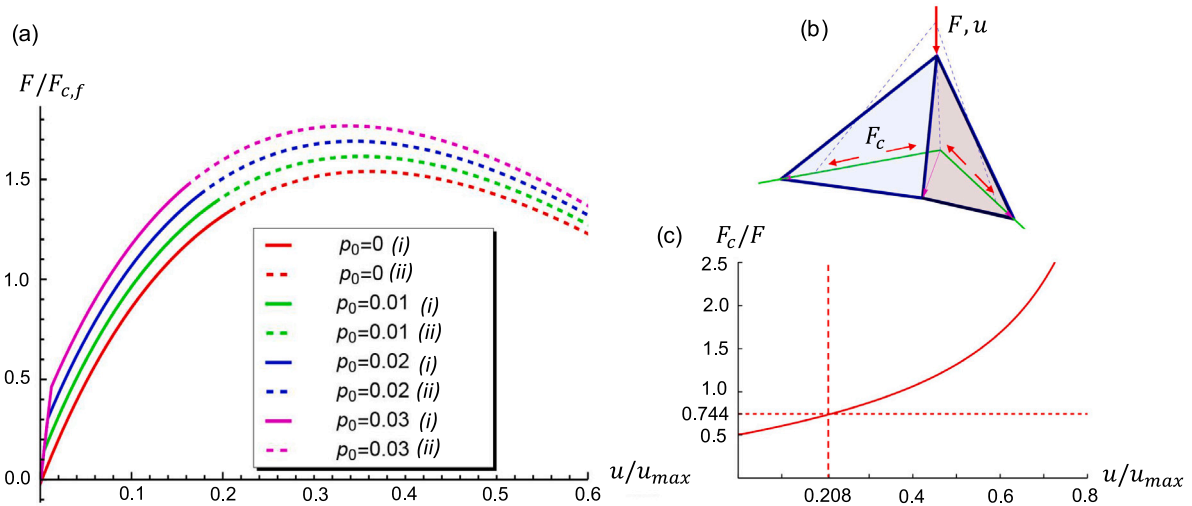 (a)
F/F_{c,f}
1.5
1.0
0.5
0.0
0.1
0.2
0.3
0.4
0.5
0.6
u/u_{max}
p_0=0 (i)
p_0=0 (ii)
p_0=0.01 (i)
p_0=0.01 (ii)
p_0=0.02 (i)
p_0=0.02 (ii)
p_0=0.03 (i)
p_0=0.03 (ii)
(b)
F, u
F_c
(c)
F_c/F
2.5
2.0
1.5
1.0
0.744
0.5
0.208
0.4
0.6
0.8
u/u_{max}